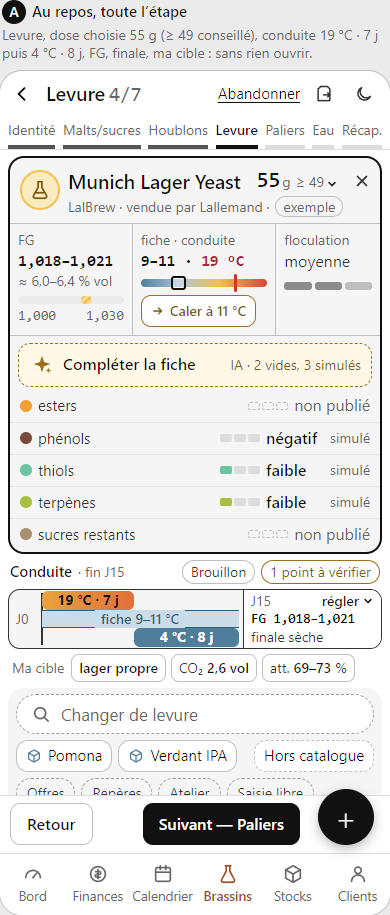 A Au repos, toute l'étape
Levure, dose choisie 55 g (≥ 49 conseillé), conduite 19 °C · 7 j
puis 4 °C · 8 j, FG, finale, ma cible : sans rien ouvrir.
Levure 4/7
Abandonner
Identité Malts/sucres Houblons Levure Paliers Eau Récap.
Munich Lager Yeast 55 g ≥ 49
LalBrew · vendue par Lallemand · exemple
FG
1,018–1,021
≈ 6,0–6,4 % vol
1,000 1,030
fiche · conduite
9–11 · 19 °C
→ Caler à 11 °C
floculation
moyenne
Compléter la fiche IA · 2 vides, 3 simulés
esters non publié
phénols négatif simulé
thiols faible simulé
terpènes faible simulé
sucres restants non publié
Conduite · fin J15 Brouillon 1 point à vérifier
J0
19 °C · 7 j
fiche 9–11 °C
4 °C · 8 j
J15 régler
FG 1,018–1,021
finale sèche
Ma cible lager propre CO₂ 2,6 vol att. 69–73 %
Changer de levure
Pomona Verdant IPA Hors catalogue
Offres Repères Atelier Saisie libre
Retour Suivant — Paliers +
Bord Finances Calendrier Brassins Stocks Clients